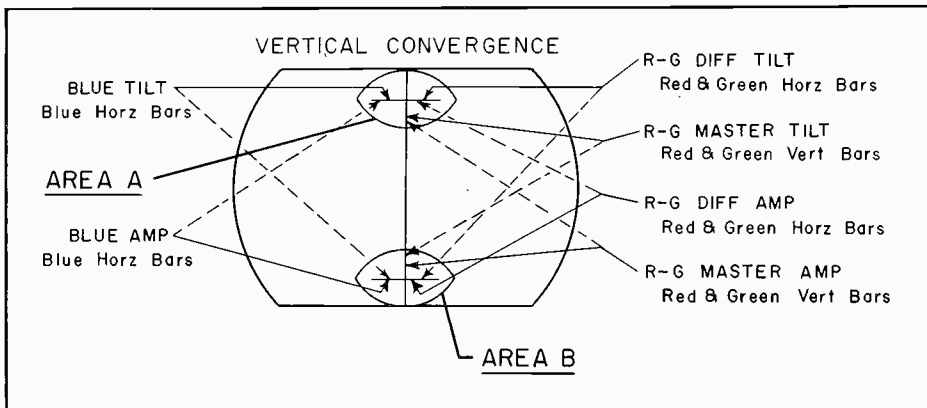 VERTICAL CONVERGENCE
BLUE TILT
Blue Horz Bars
AREA A
BLUE AMP
Blue Horz Bars
R-G DIFF TILT
Red & Green Horz Bars
R-G MASTER TILT
Red & Green Vert Bars
R-G DIFF AMP
Red & Green Horz Bars
R-G MASTER AMP
Red & Green Vert Bars
AREA B